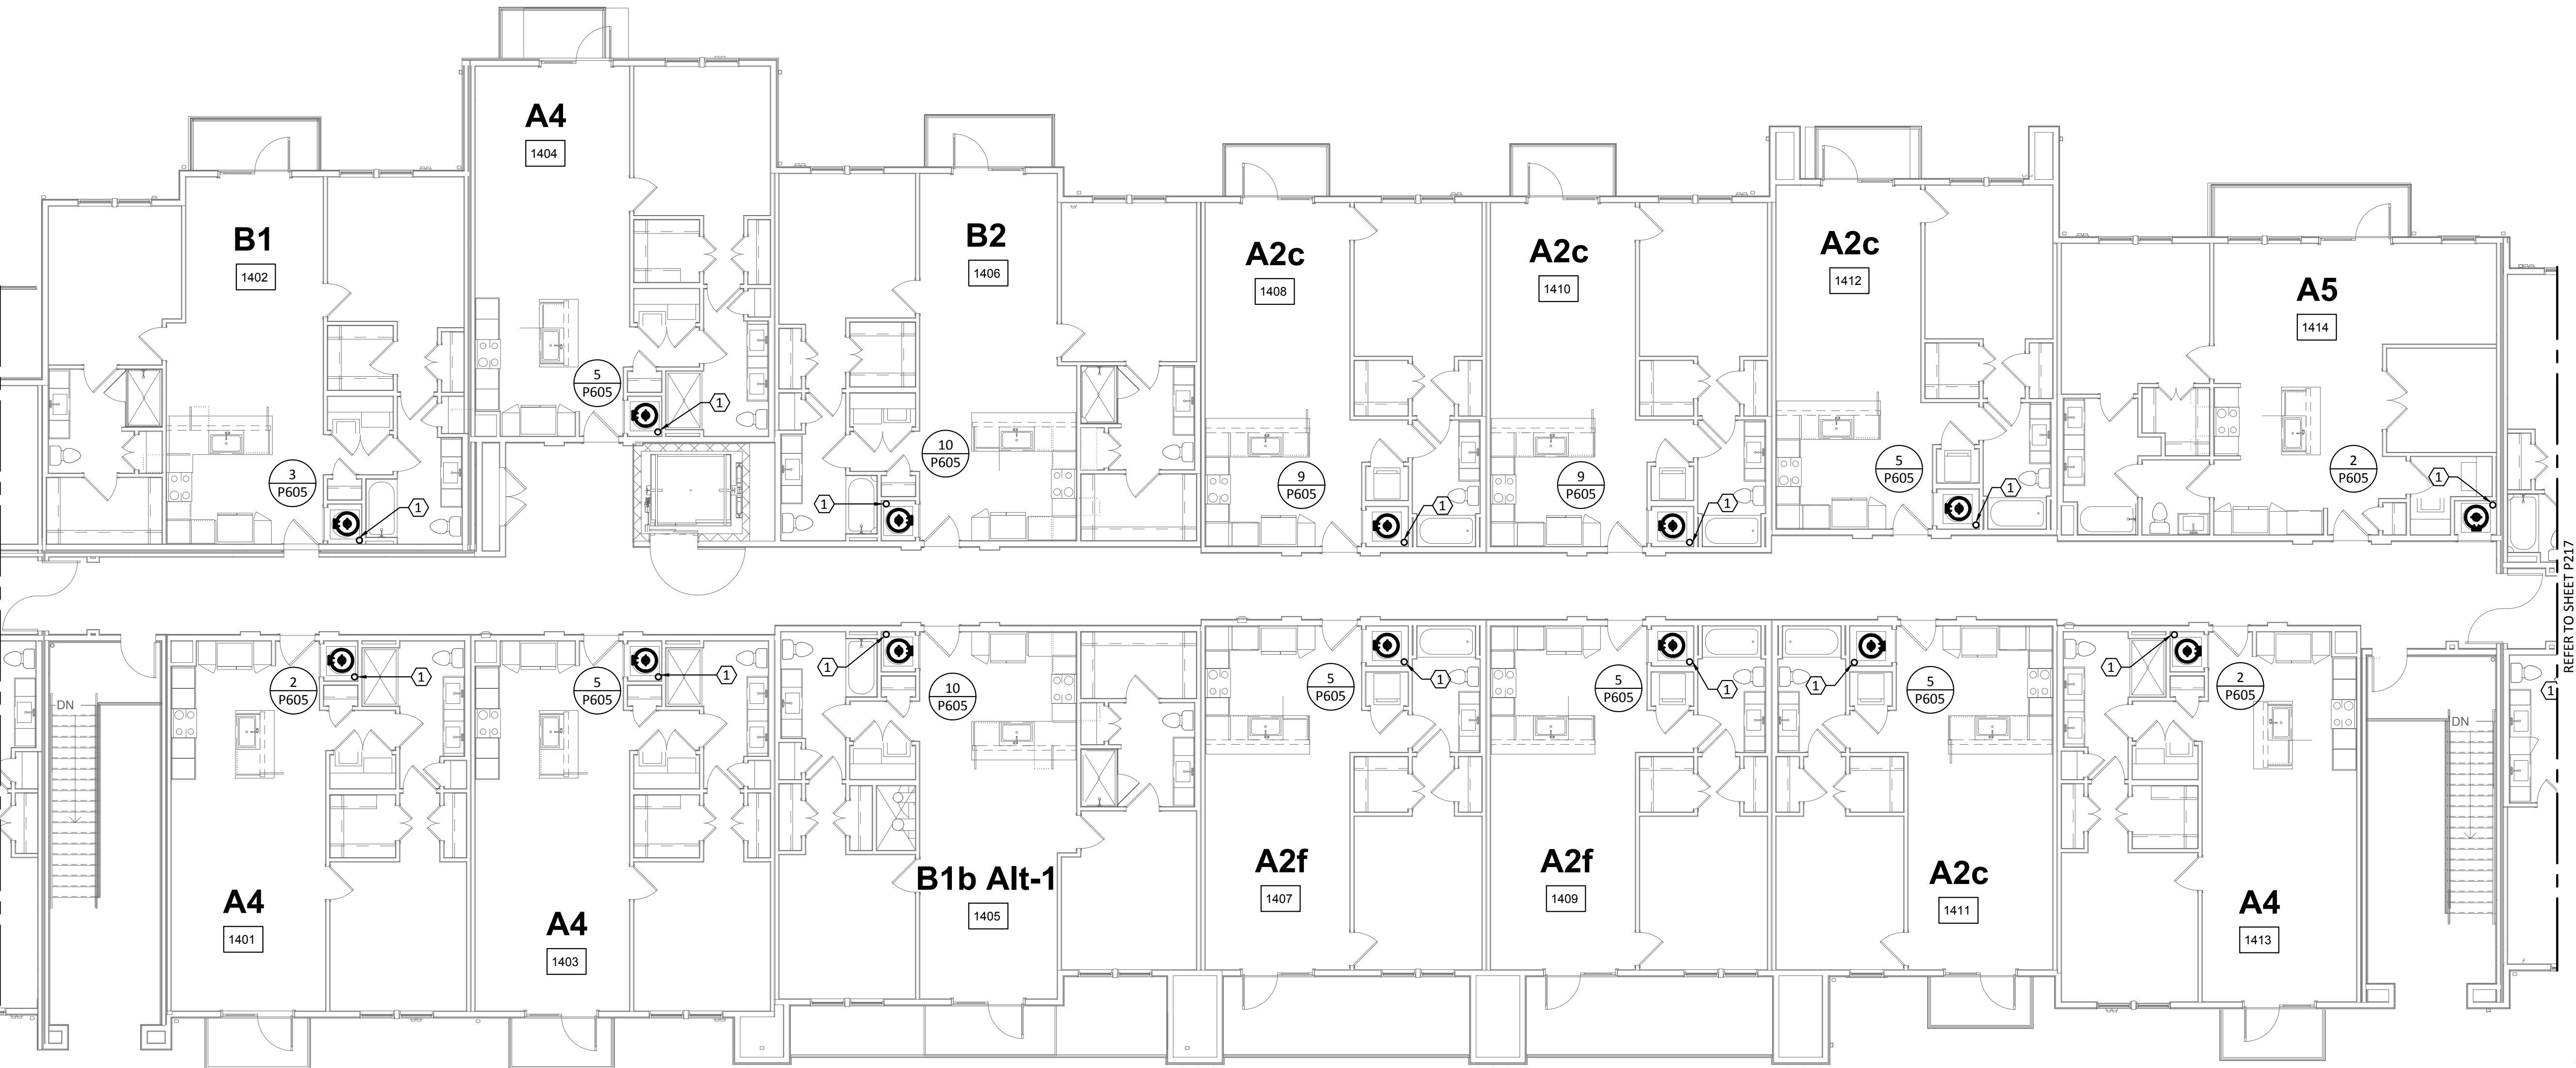 A4
1404
B1
1402
B2
1406
A2c
1408
A2c
1410
A2c
1412
A5
1414
5
P605
1
3
P605
1
10
P605
1
9
P605
1
9
P605
1
5
P605
1
2
P605
1
REFER TO SHEET P217
DN
2
P605
1
5
P605
1
1
10
P605
5
P605
1
5
P605
1
1
5
P605
1
2
P605
DN
1
A4
1401
A4
1403
B1b Alt-1
1405
A2f
1407
A2f
1409
A2c
1411
A4
1413